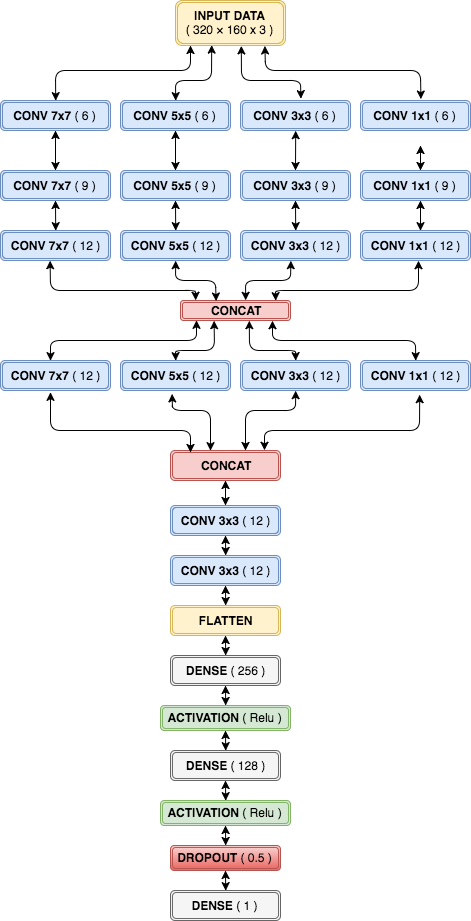 INPUT DATA
( 320 × 160 x 3 )
CONV 7x7 ( 6 )
CONV 5x5 ( 6 )
CONV 3x3 ( 6 )
CONV 1x1 ( 6 )
CONV 7x7 ( 9 )
CONV 5x5 ( 9 )
CONV 3x3 ( 9 )
CONV 1x1 ( 9 )
CONV 7x7 ( 12 )
CONV 5x5 ( 12 )
CONV 3x3 ( 12 )
CONV 1x1 ( 12 )
CONCAT
CONV 7x7 ( 12 )
CONV 5x5 ( 12 )
CONV 3x3 ( 12 )
CONV 1x1 ( 12 )
CONCAT
CONV 3x3 ( 12 )
CONV 3x3 ( 12 )
FLATTEN
DENSE ( 256 )
ACTIVATION ( Relu )
DENSE ( 128 )
ACTIVATION ( Relu )
DROPOUT ( 0.5 )
DENSE ( 1 )